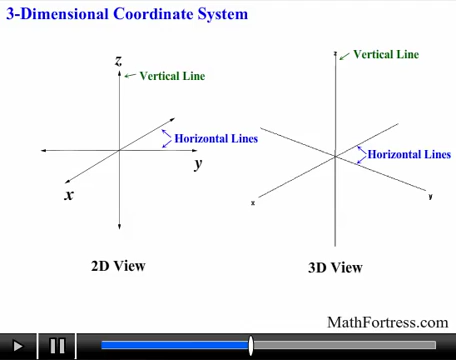 3-Dimensional Coordinate System
z
Vertical Line
Horizontal Lines
y
x
2D View
z
Vertical Line
Horizontal Lines
x
y
3D View
MathFortress.com